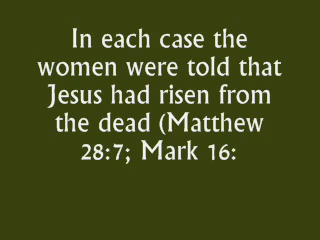 In each case the
women were told that
Jesus had risen from
the dead (Matthew
28:7; Mark 16: